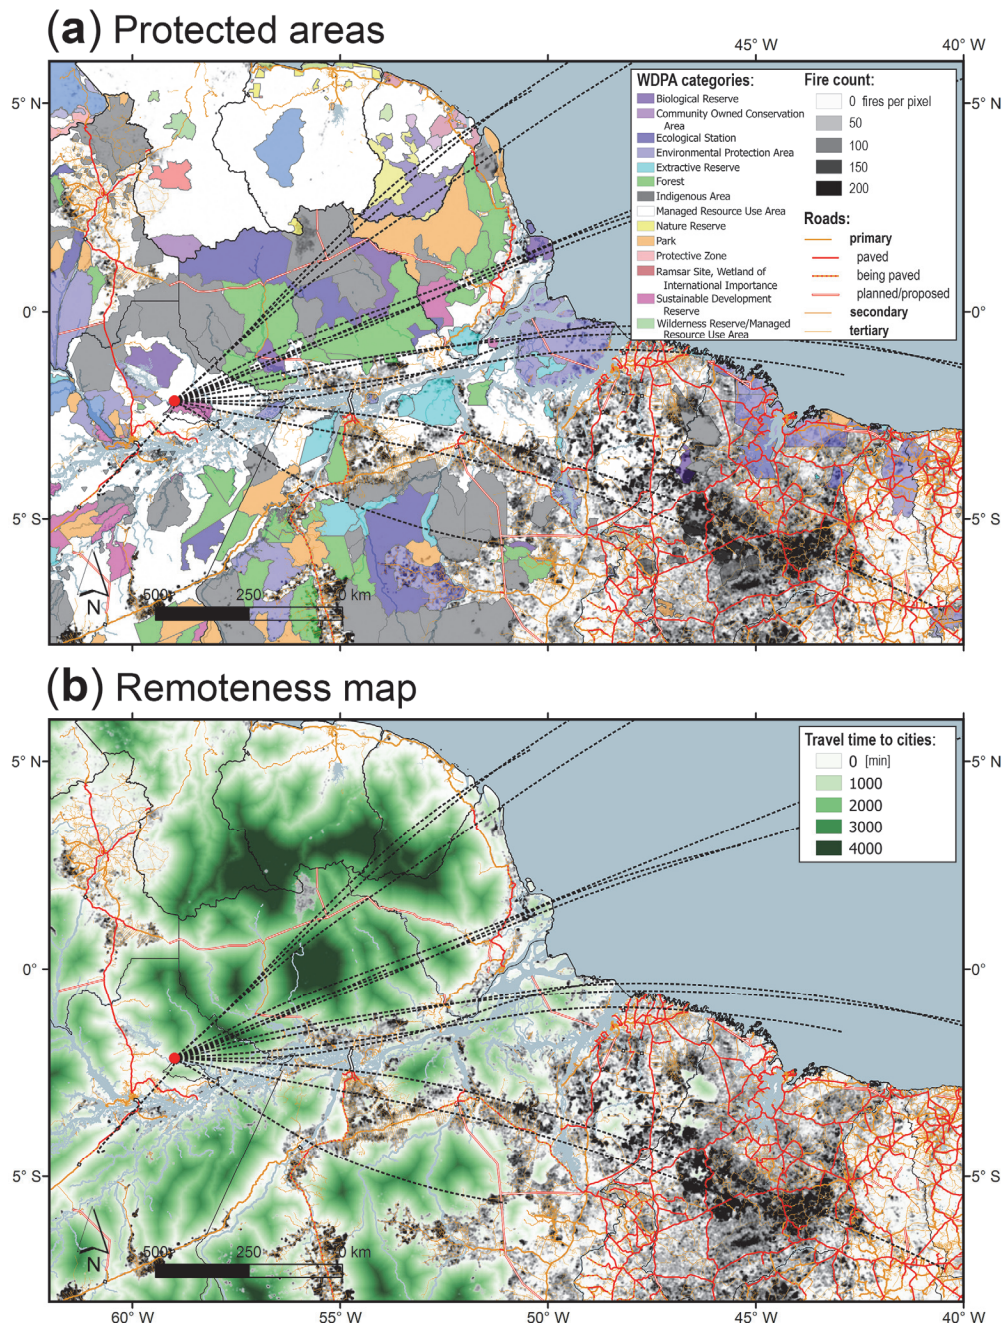 (a) Protected areas
45° W
40° W
5° N
5° N
WDPA categories:
Biological Reserve
Community Owned Conservation
Area
Ecological Station
Environmental Protection Area
Extractive Reserve
Forest
Indigenous Area
Managed Resource Use Area
Nature Reserve
Park
Protective Zone
Ramsar Site, Wetland of
International Importance
Sustainable Development
Reserve
Wilderness Reserve/Managed
Resource Use Area
Fire count:
0 fires per pixel
50
100
150
200
Roads:
primary
paved
being paved
planned/proposed
secondary
tertiary
0°
0°
5° S
5° S
N
500
250
0 km
(b) Remoteness map
5° N
5° N
Travel time to cities:
0 [min]
1000
2000
3000
4000
0°
0°
5° S
5° S
N
500
250
0 km
60° W
55° W
50° W
45° W
40° W